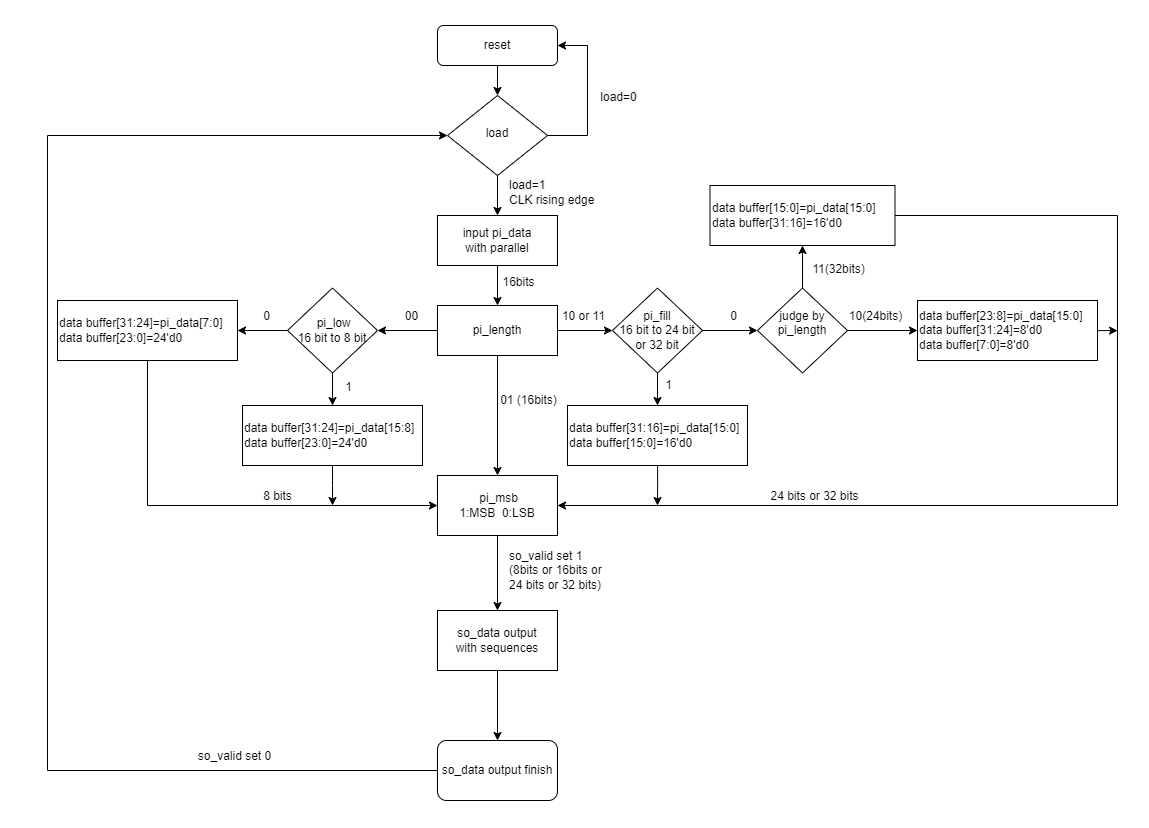 reset
load=0
load
load=1
CLK rising edge
input pi_data
with parallel
16bits
data buffer[15:0]=pi_data[15:0]
data buffer[31:16]=16'd0
11(32bits)
data buffer[31:24]=pi_data[7:0]
data buffer[23:0]=24'd0
0
pi_low
16 bit to 8 bit
00
pi_length
10 or 11
pi_fill
16 bit to 24 bit
or 32 bit
0
judge by
pi_length
10(24bits)
data buffer[23:8]=pi_data[15:0]
data buffer[31:24]=8'd0
data buffer[7:0]=8'd0
1
01 (16bits)
1
data buffer[31:24]=pi_data[15:8]
data buffer[23:0]=24'd0
data buffer[31:16]=pi_data[15:0]
data buffer[15:0]=16'd0
8 bits
pi_msb
1:MSB 0:LSB
24 bits or 32 bits
so_valid set 1
(8bits or 16bits or
24 bits or 32 bits)
so_data output
with sequences
so_valid set 0
so_data output finish